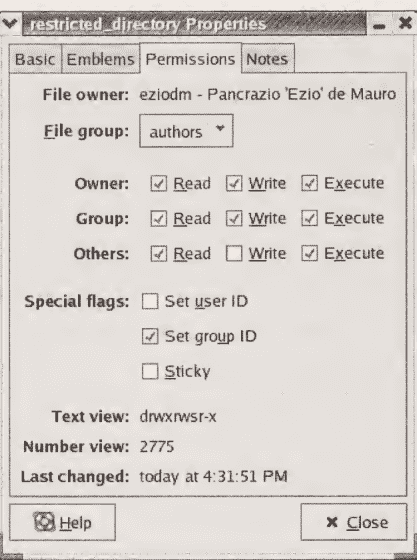 restricted_directory Properties
Basic Emblems Permissions Notes
File owner: eziodm - Pancrazio 'Ezio' de Mauro
File group: authors
Owner: Read Write Execute
Group: Read Write Execute
Others: Read Write Execute
Special flags: Set user ID
Set group ID
Sticky
Text view: drwxrwsr-x
Number view: 2775
Last changed: today at 4:31:51 PM
Help Close